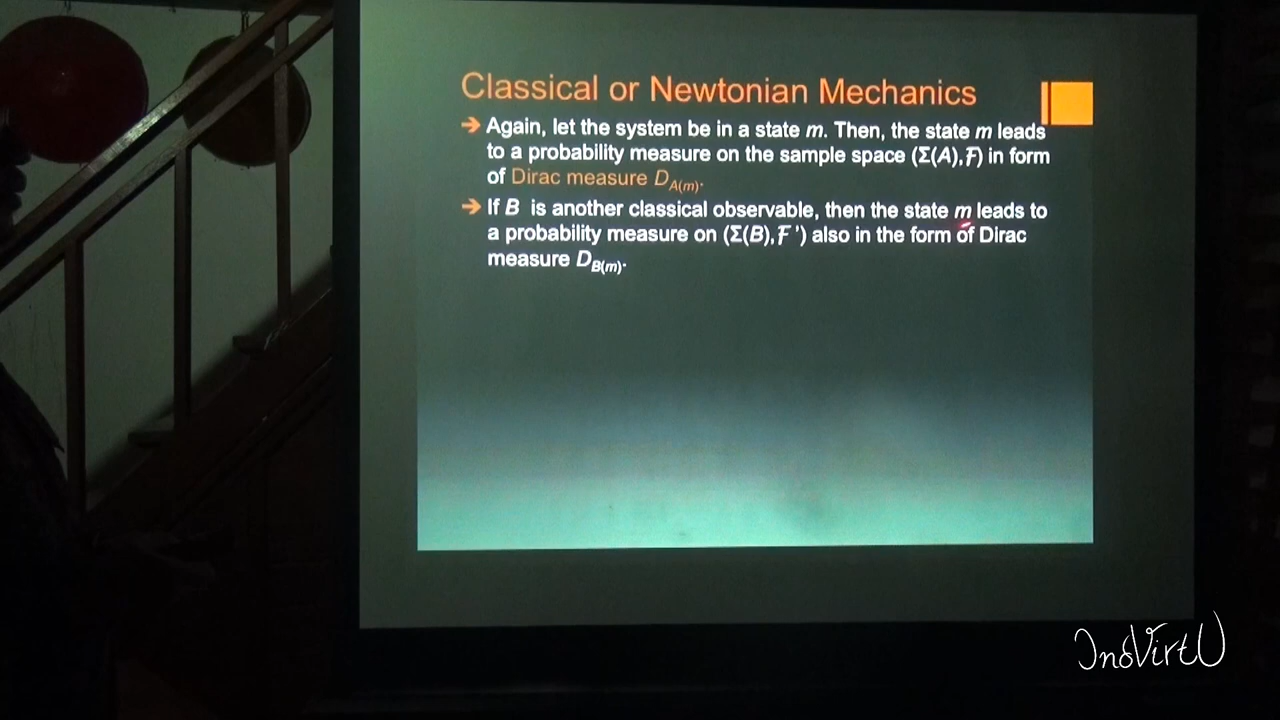 Classical or Newtonian Mechanics
➔ Again, let the system be in a state m. Then, the state m leads
to a probability measure on the sample space (Σ(A),F) in form
of Dirac measure D_A(m).
➔ If B is another classical observable, then the state m leads to
a probability measure on (Σ(B),F ') also in the form of Dirac
measure D_B(m).
InoVirtU